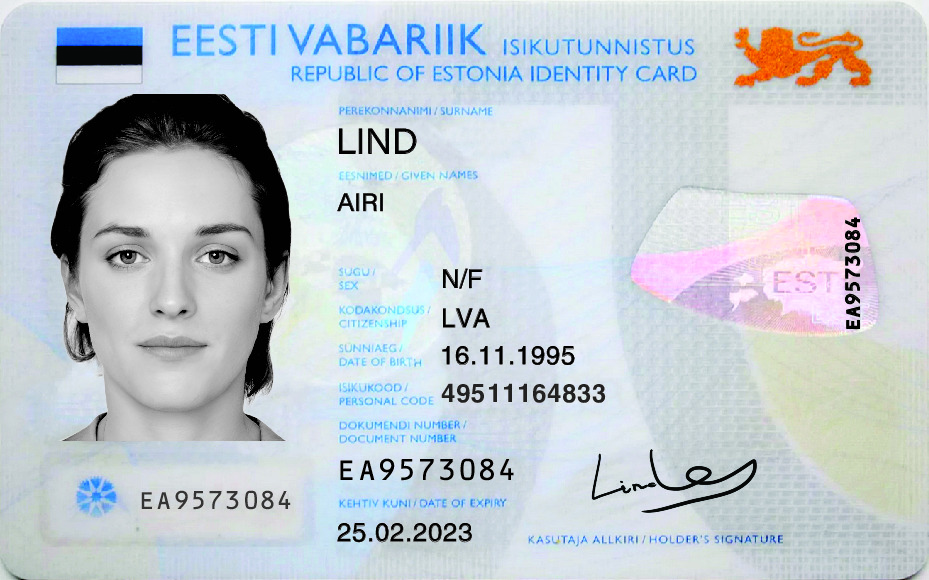 EESTI VABARIIK ISIKUTUNNISTUS
REPUBLIC OF ESTONIA IDENTITY CARD
PEREKONNANIMI / SURNAME
LIND
EESNIMED / GIVEN NAMES
AIRI
SUGU /
SEX
N/F
KODAKONDSUS /
CITIZENSHIP
LVA
SÜNNIAEG /
DATE OF BIRTH
16.11.1995
ISIKUKOOD /
PERSONAL CODE
49511164833
DOKUMENDI NUMBER /
DOCUMENT NUMBER
EA9573084
KEHTIV KUNI / DATE OF EXPIRY
25.02.2023
EA9573084
EST
EA9573084
KASUTAJA ALLKIRI / HOLDER'S SIGNATURE